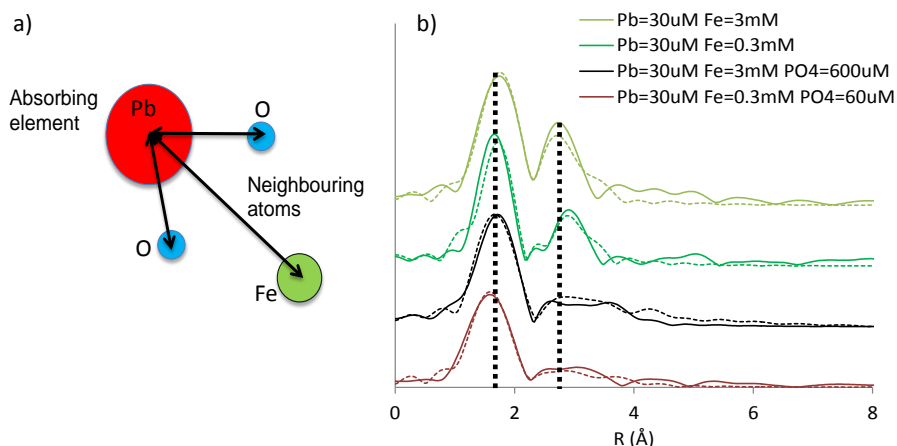 a)
Absorbing
element
Pb
O
Neighbouring
atoms
O
Fe
b)
Pb=30uM Fe=3mM
Pb=30uM Fe=0.3mM
Pb=30uM Fe=3mM PO4=600uM
Pb=30uM Fe=0.3mM PO4=60uM
0 2 4 6 8
R (Å)